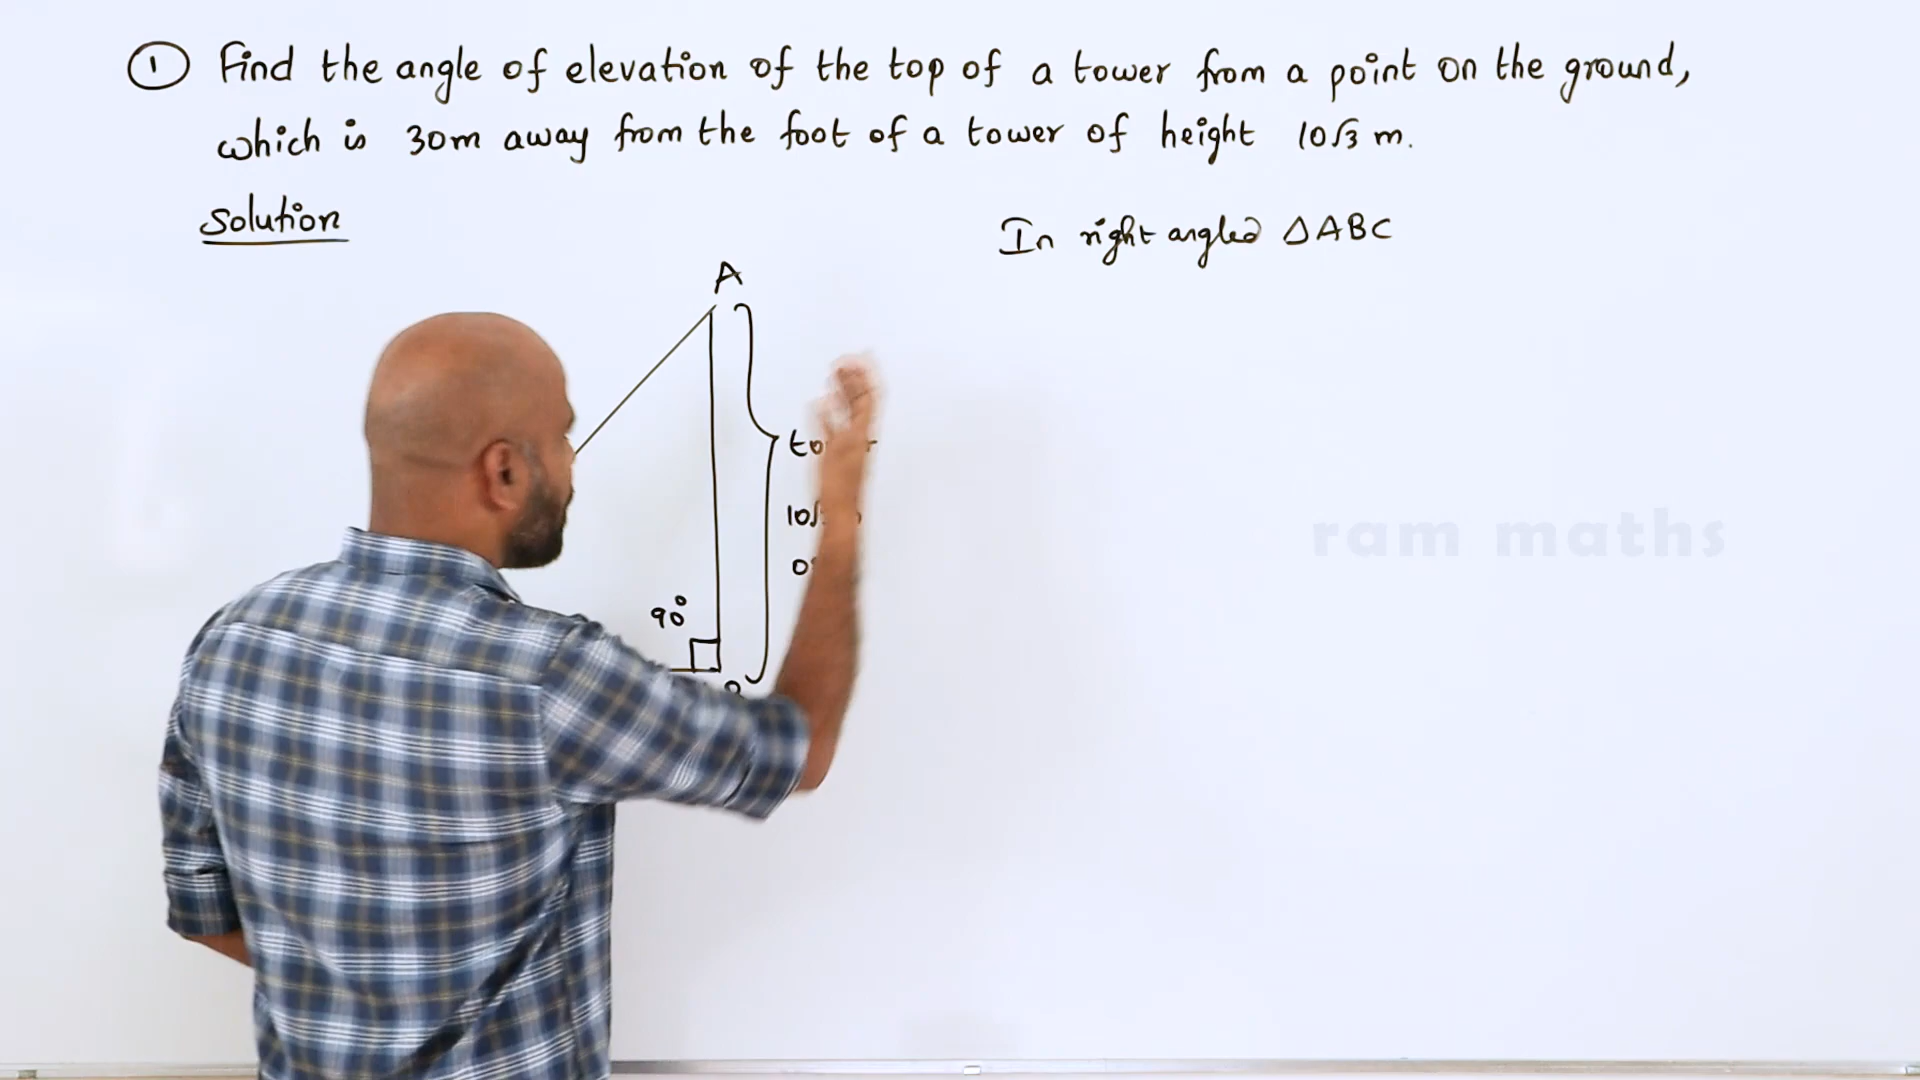 ① Find the angle of elevation of the top of a tower from a point on the ground,
which is 30m away from the foot of a tower of height 10√3 m.
Solution
In right angled △ABC
A
90°
ram maths